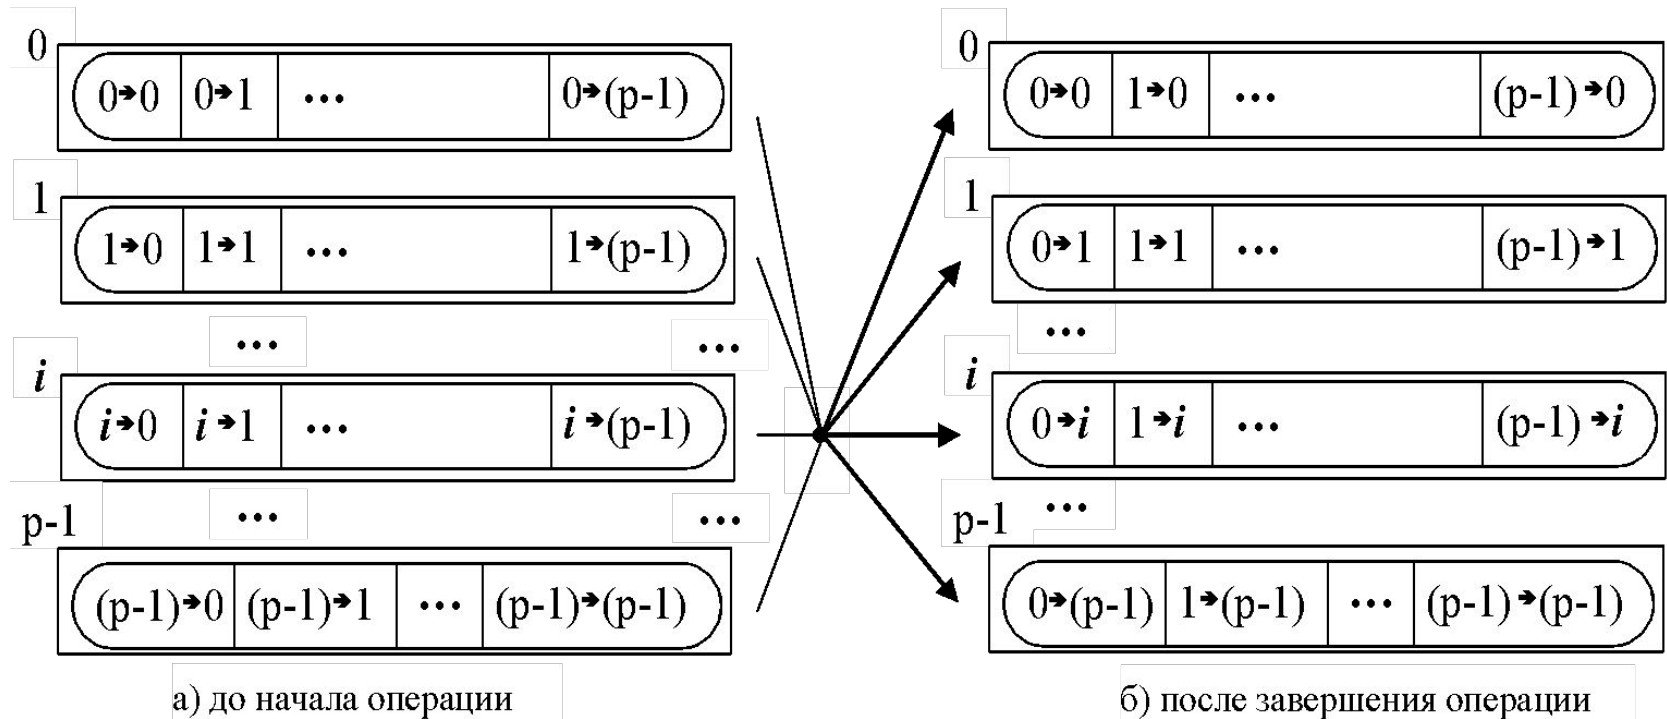 0
0➔0 0➔1 ... 0➔(p-1)
1
1➔0 1➔1 ... 1➔(p-1)
... ...
i
i➔0 i➔1 ... i➔(p-1)
... ...
p-1
(p-1)➔0 (p-1)➔1 ... (p-1)➔(p-1)
а) до начала операции
0
0➔0 1➔0 ... (p-1)➔0
1
0➔1 1➔1 ... (p-1)➔1
...
i
0➔i 1➔i ... (p-1)➔i
...
p-1
0➔(p-1) 1➔(p-1) ... (p-1)➔(p-1)
б) после завершения операции